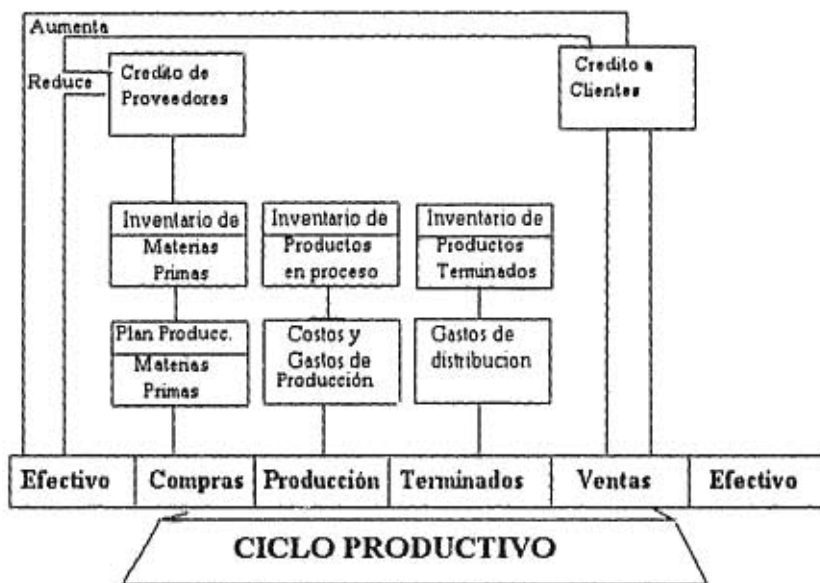 Aumenta
Reduce
Credito de
Proveedores
Credito a
Clientes
Inventario de
Materias
Primas
Inventario de
Productos
en proceso
Inventario de
Productos
Terminados
Plan Producc.
Materias
Primas
Costos y
Gastos de
Producción
Gastos de
distribucion
Efectivo
Compras
Producción
Terminados
Ventas
Efectivo
CICLO PRODUCTIVO